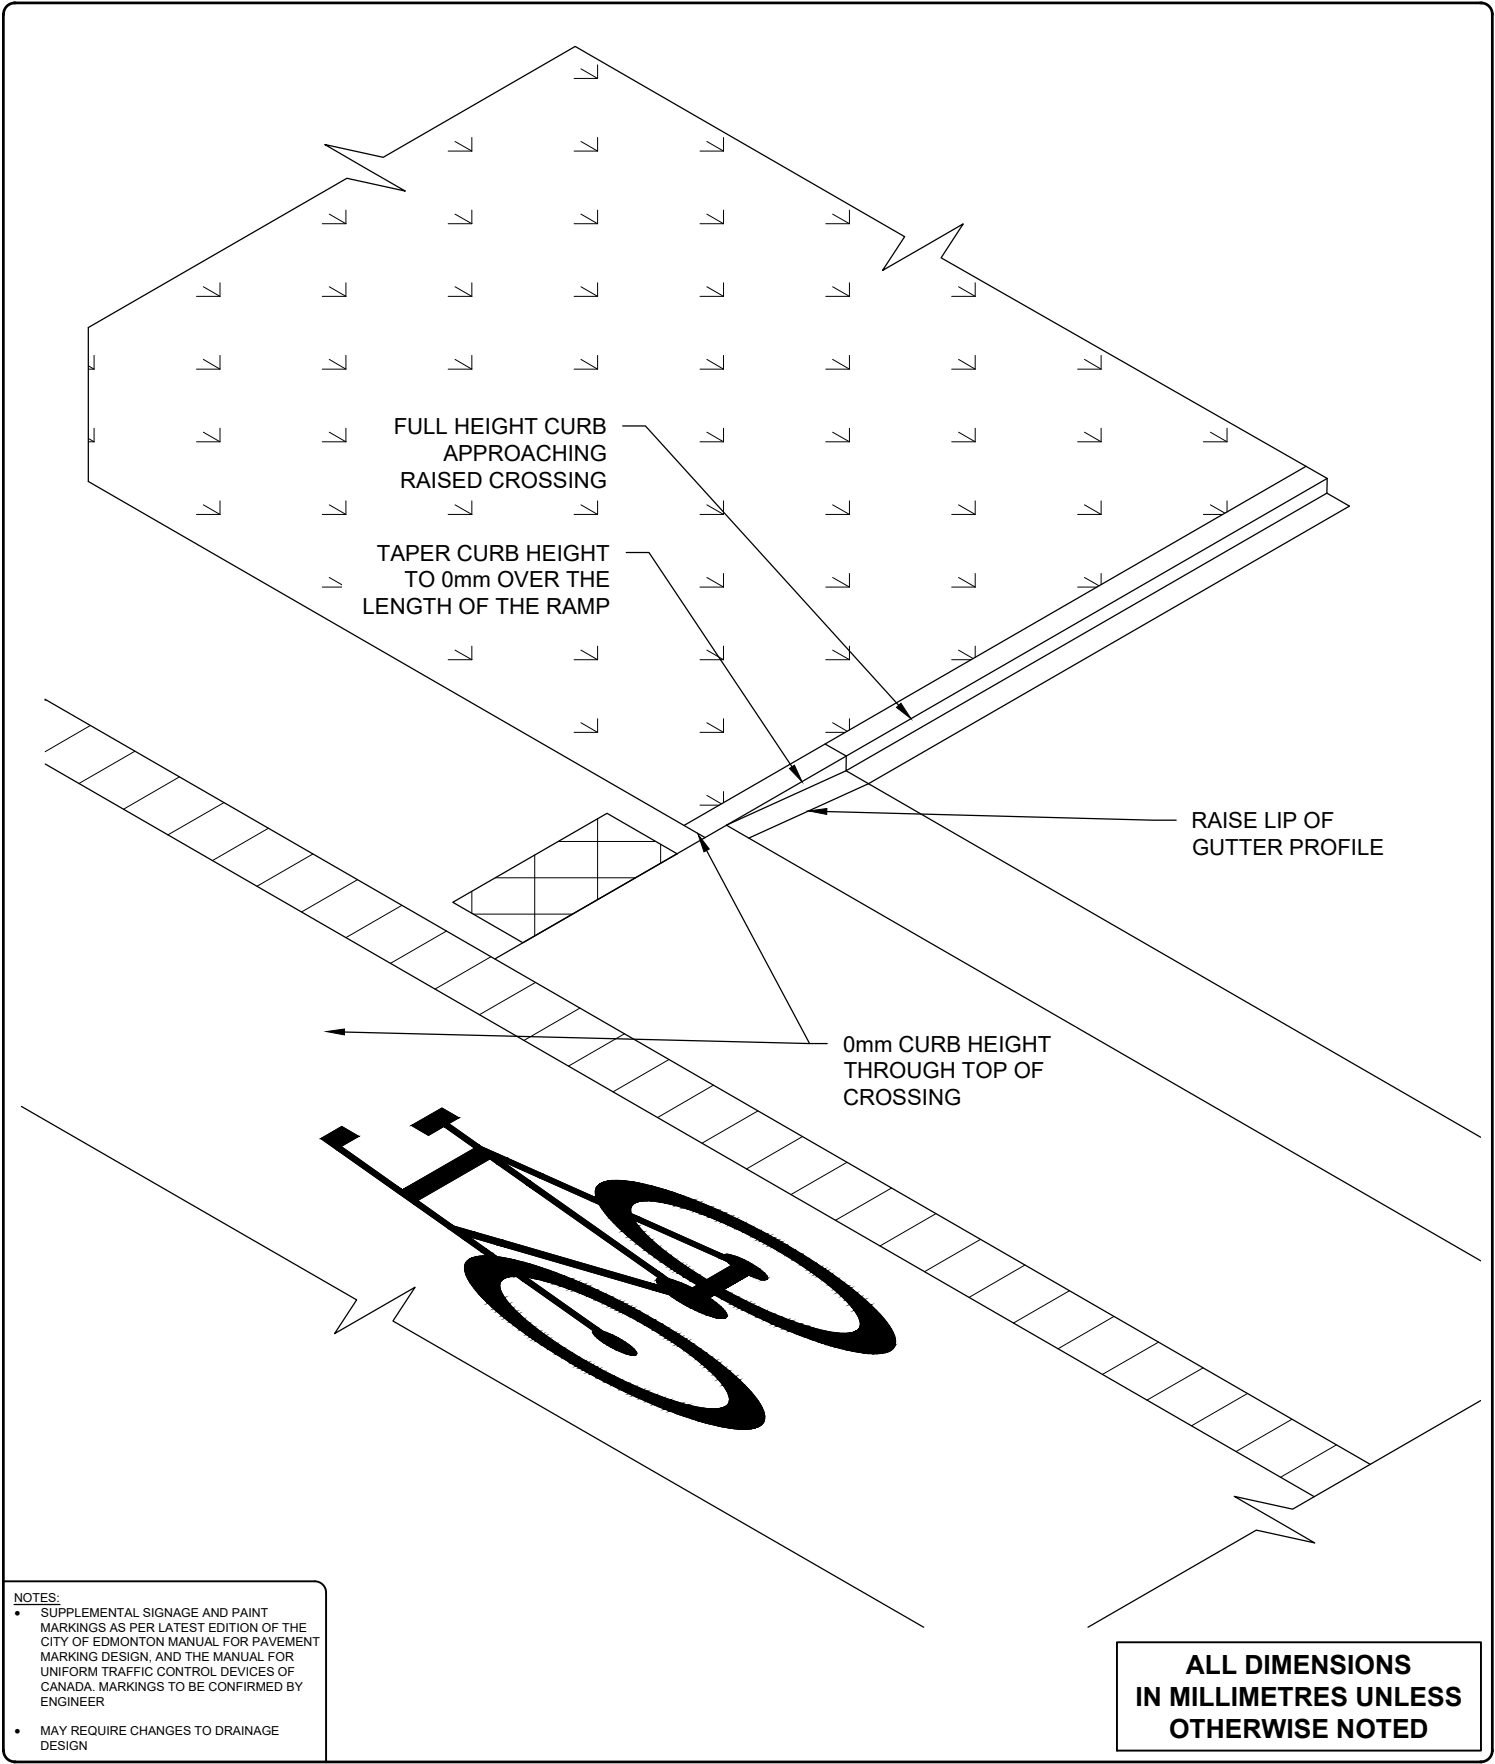 FULL HEIGHT CURB
APPROACHING
RAISED CROSSING
TAPER CURB HEIGHT
TO 0mm OVER THE
LENGTH OF THE RAMP
RAISE LIP OF
GUTTER PROFILE
0mm CURB HEIGHT
THROUGH TOP OF
CROSSING
NOTES:
• SUPPLEMENTAL SIGNAGE AND PAINT
MARKINGS AS PER LATEST EDITION OF THE
CITY OF EDMONTON MANUAL FOR PAVEMENT
MARKING DESIGN, AND THE MANUAL FOR
UNIFORM TRAFFIC CONTROL DEVICES OF
CANADA. MARKINGS TO BE CONFIRMED BY
ENGINEER
• MAY REQUIRE CHANGES TO DRAINAGE
DESIGN
ALL DIMENSIONS
IN MILLIMETRES UNLESS
OTHERWISE NOTED